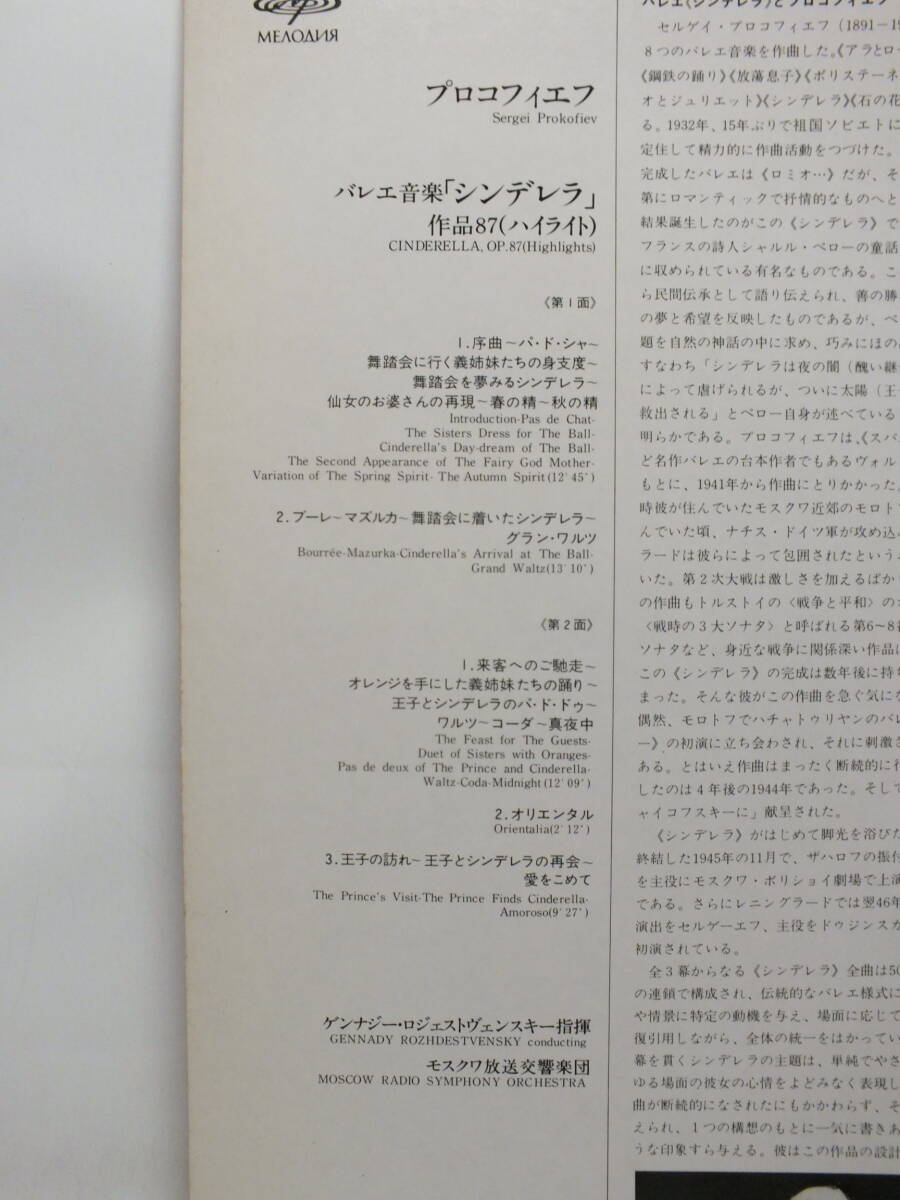 МЕЛОДИЯ
プロコフィエフ
Sergei Prokofiev
バレエ音楽「シンデレラ」
作品87(ハイライト)
CINDERELLA, OP.87(Highlights)
《第1面》
1.序曲～パ・ド・シャ～
舞踏会に行く義姉妹たちの身支度～
舞踏会を夢みるシンデレラ～
仙女のお婆さんの再現～春の精～秋の精
Introduction-Pas de Chat-
The Sisters Dress for The Ball-
Cinderella's Day-dream of The Ball-
The Second Appearance of The Fairy God Mother-
Variation of The Spring Spirit- The Autumn Spirit(12'45")
2.ブーレ～マズルカ～舞踏会に着いたシンデレラ～
グラン・ワルツ
Bourrée-Mazurka-Cinderella's Arrival at The Ball-
Grand Waltz(13'10")
《第2面》
1.来客へのご馳走～
オレンジを手にした義姉妹たちの踊り～
王子とシンデレラのパ・ド・ドゥ～
ワルツ～コーダ～真夜中
The Feast for The Guests-
Duet of Sisters with Oranges-
Pas de deux of The Prince and Cinderella-
Waltz-Coda-Midnight(12'09")
2.オリエンタル
Orientalia(2'12")
3.王子の訪れ～王子とシンデレラの再会～
愛をこめて
The Prince's Visit-The Prince Finds Cinderella-
Amoroso(9'27")
ゲンナジー・ロジェストヴェンスキー指揮
GENNADY ROZHDESTVENSKY conducting
モスクワ放送交響楽団
MOSCOW RADIO SYMPHONY ORCHESTRA
バレエ《シンデレラ》とプロコフィエフ
セルゲイ・プロコフィエフ (1891－19
8つのバレエ音楽を作曲した。《アラとロ
《鋼鉄の踊り》《放蕩息子》《ボリステーネ
オとジュリエット》《シンデレラ》《石の花
る。1932年、15年ぶりで祖国ソビエトに
定住して精力的に作曲活動をつづけた。
完成したバレエは《ロミオ…》だが、そ
第にロマンティックで抒情的なものへと
結果誕生したのがこの《シンデレラ》で
フランスの詩人シャルル・ペローの童話
に収められている有名なものである。こ
ら民間伝承として語り伝えられ、善の勝
の夢と希望を反映したものであるが、ペ
題を自然の神話の中に求め、巧みにほの
すなわち「シンデレラは夜の闇（醜い継
によって虐げられるが、ついに太陽（王
救出される」とペロー自身が述べている
明らかである。プロコフィエフは、《スパ
ど名作バレエの台本作者でもあるヴォル
もとに、1941年から作曲にとりかかった。
時彼が住んでいたモスクワ近郊のモロト
んでいた頃、ナチス・ドイツ軍が攻め込
ラードは彼らによって包囲されたという
いた。第2次大戦は激しさを加えるばか
の作曲もトルストイの〈戦争と平和〉の
〈戦時の3大ソナタ〉と呼ばれる第6～8
ソナタなど、身近な戦争に関係深い作品
この《シンデレラ》の完成は数年後に持
まった。そんな彼がこの作曲を急ぐ気に
偶然、モロトフでハチャトゥリヤンのバ
ー》の初演に立ち会わされ、それに刺激
ある。とはいえ作曲はまったく断続的に
したのは4年後の1944年であった。そして
ャイコフスキーに」献呈された。
《シンデレラ》がはじめて脚光を浴びた
終結した1945年の11月で、ザハロフの振付
を主役にモスクワ・ボリショイ劇場で上演
である。さらにレニングラードでは翌46年
演出をセルゲーエフ、主役をドゥジンスカ
初演されている。
全3幕からなる《シンデレラ》全曲は50
の連鎖で構成され、伝統的なバレエ様式に
や情景に特定の動機を与え、場面に応じて
復引用しながら、全体の統一をはかってい
幕を貫くシンデレラの主題は、単純でやさ
ゆる場面の彼女の心情をよどみなく表現し
曲が断続的になされたにもかかわらず、そ
えられ、1つの構想のもとに一気に書きあ
うな印象すら与える。彼はこの作品の設計